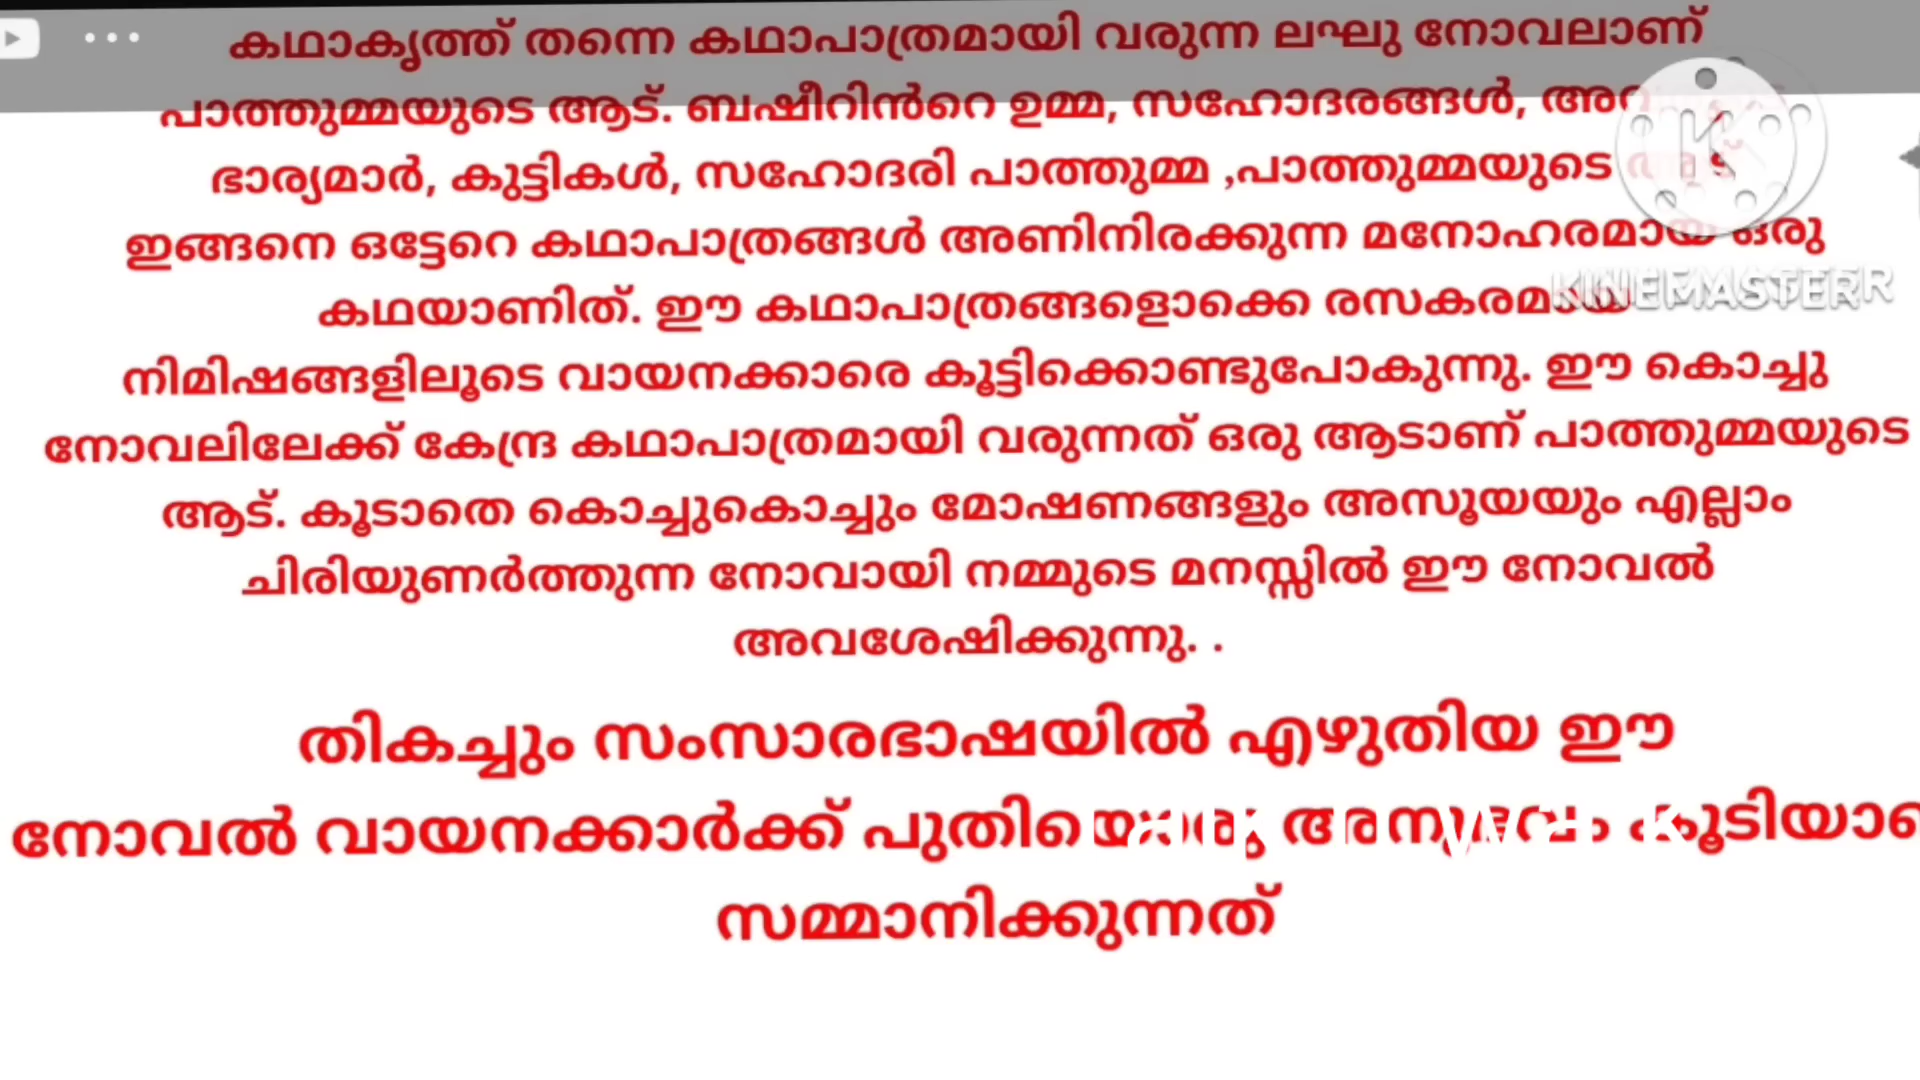 കഥാകൃത്ത് തന്നെ കഥാപാത്രമായി വരുന്ന ലഘു നോവലാണ്
പാത്തുമ്മയുടെ ആട്. ബഷീറിൻറെ ഉമ്മ, സഹോദരങ്ങൾ,
ഭാര്യമാർ, കുട്ടികൾ, സഹോദരി പാത്തുമ്മ ,പാത്തുമ്മയുടെ ആട്
ഇങ്ങനെ ഒട്ടേറെ കഥാപാത്രങ്ങൾ അണിനിരക്കുന്ന മനോഹരമായ ഒരു
കഥയാണിത്. ഈ കഥാപാത്രങ്ങളൊക്കെ രസകരമായ
KINEMASTER
നിമിഷങ്ങളിലൂടെ വായനക്കാരെ കൂട്ടിക്കൊണ്ടുപോകുന്നു. ഈ കൊച്ചു
നോവലിലേക്ക് കേന്ദ്ര കഥാപാത്രമായി വരുന്നത് ഒരു ആടാണ് പാത്തുമ്മയുടെ
ആട്. കൂടാതെ കൊച്ചുകൊച്ചും മോഷണങ്ങളും അസൂയയും എല്ലാം
ചിരിയുണർത്തുന്ന നോവായി നമ്മുടെ മനസ്സിൽ ഈ നോവൽ
അവശേഷിക്കുന്നു. .
തികച്ചും സംസാരഭാഷയിൽ എഴുതിയ ഈ
നോവൽ വായനക്കാർക്ക് പുതിയൊരു അനുഭവം കൂടിയാണ്
സമ്മാനിക്കുന്നത്